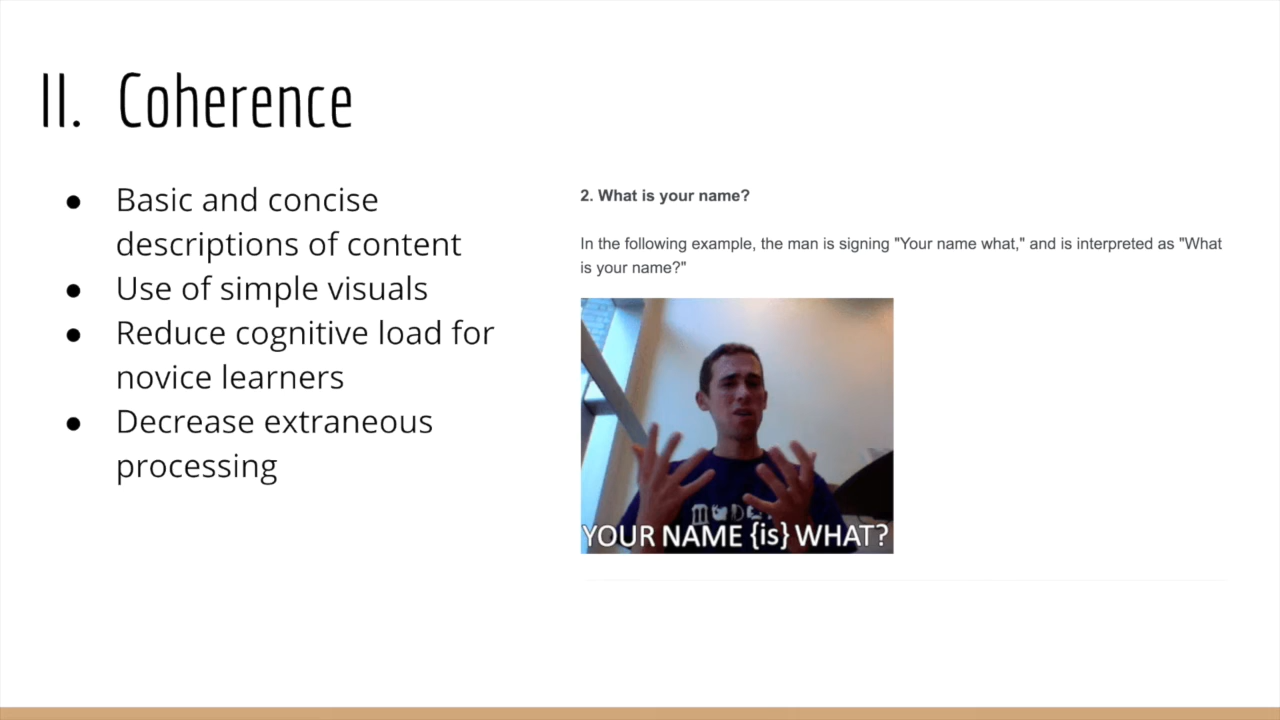 II. Coherence
● Basic and concise
descriptions of content
● Use of simple visuals
● Reduce cognitive load for
novice learners
● Decrease extraneous
processing
2. What is your name?
In the following example, the man is signing "Your name what," and is interpreted as "What
is your name?"
YOUR NAME {is} WHAT?